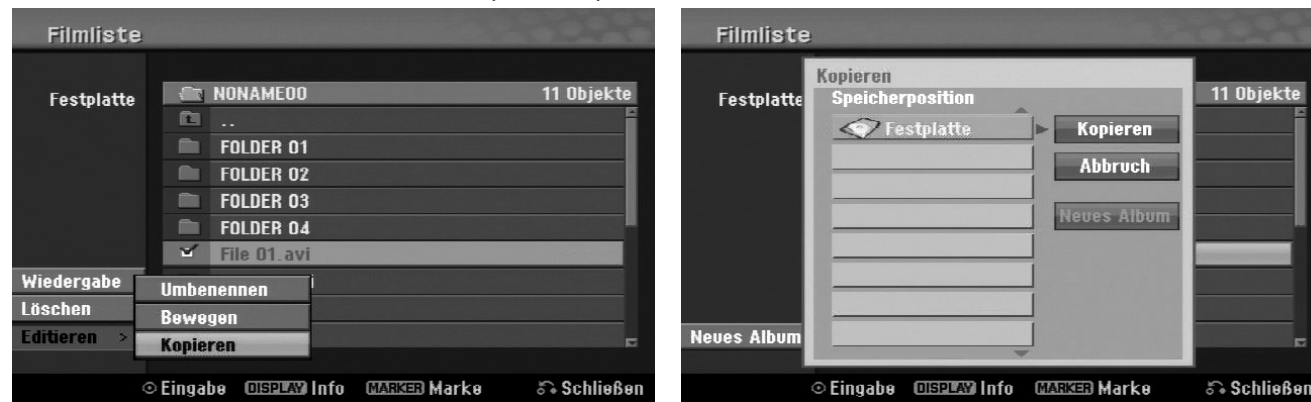 Filmliste
Festplatte
NONAME00 11 Objekte
..
FOLDER 01
FOLDER 02
FOLDER 03
FOLDER 04
File 01.avi
Wiedergabe
Löschen
Editieren >
Umbenennen
Bewegen
Kopieren
Eingabe DISPLAY Info MARKER Marke Schließen
Filmliste
Festplatte
11 Objekte
Kopieren
Speicherposition
Festplatte
Kopieren
Abbruch
Neues Album
Neues Album
Eingabe DISPLAY Info MARKER Marke Schließen